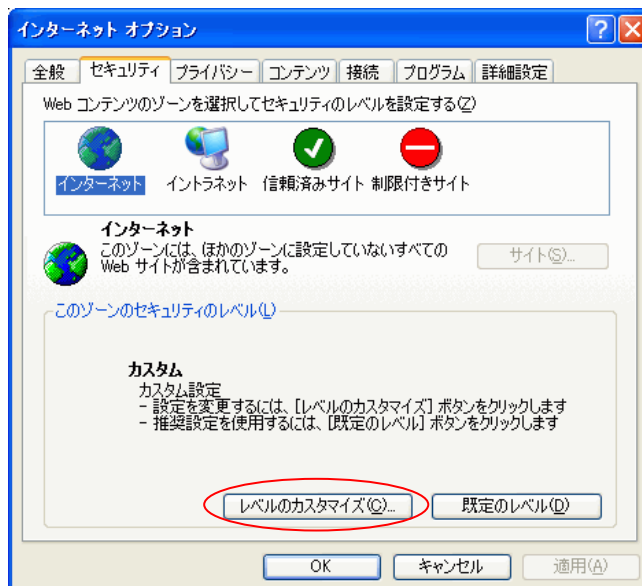 インターネット オプション
全般 セキュリティ プライバシー コンテンツ 接続 プログラム 詳細設定
Web コンテンツのゾーンを選択してセキュリティのレベルを設定する(Z)
インターネット イントラネット 信頼済みサイト 制限付きサイト
インターネット
このゾーンには、ほかのゾーンに設定していないすべての
Web サイトが含まれています。
サイト(S)...
このゾーンのセキュリティのレベル(L)
カスタム
カスタム設定
- 設定を変更するには、[レベルのカスタマイズ] ボタンをクリックします
- 推奨設定を使用するには、[既定のレベル] ボタンをクリックします
レベルのカスタマイズ(C)... 既定のレベル(D)
OK キャンセル 適用(A)